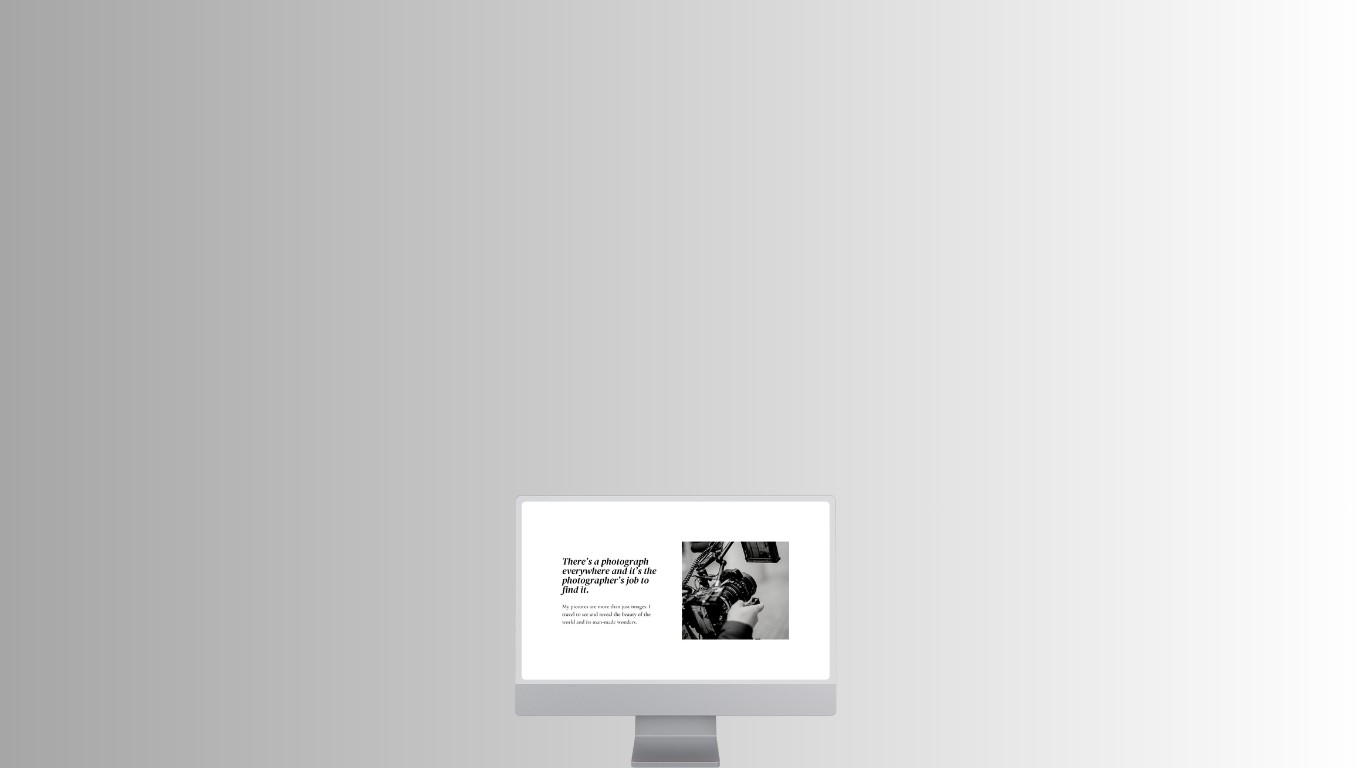 There's a photograph
everywhere and it's the
photographer's job to
find it.
My pictures are more than just images. I
travel to see and reveal the beauty of the
world and its man-made wonders.